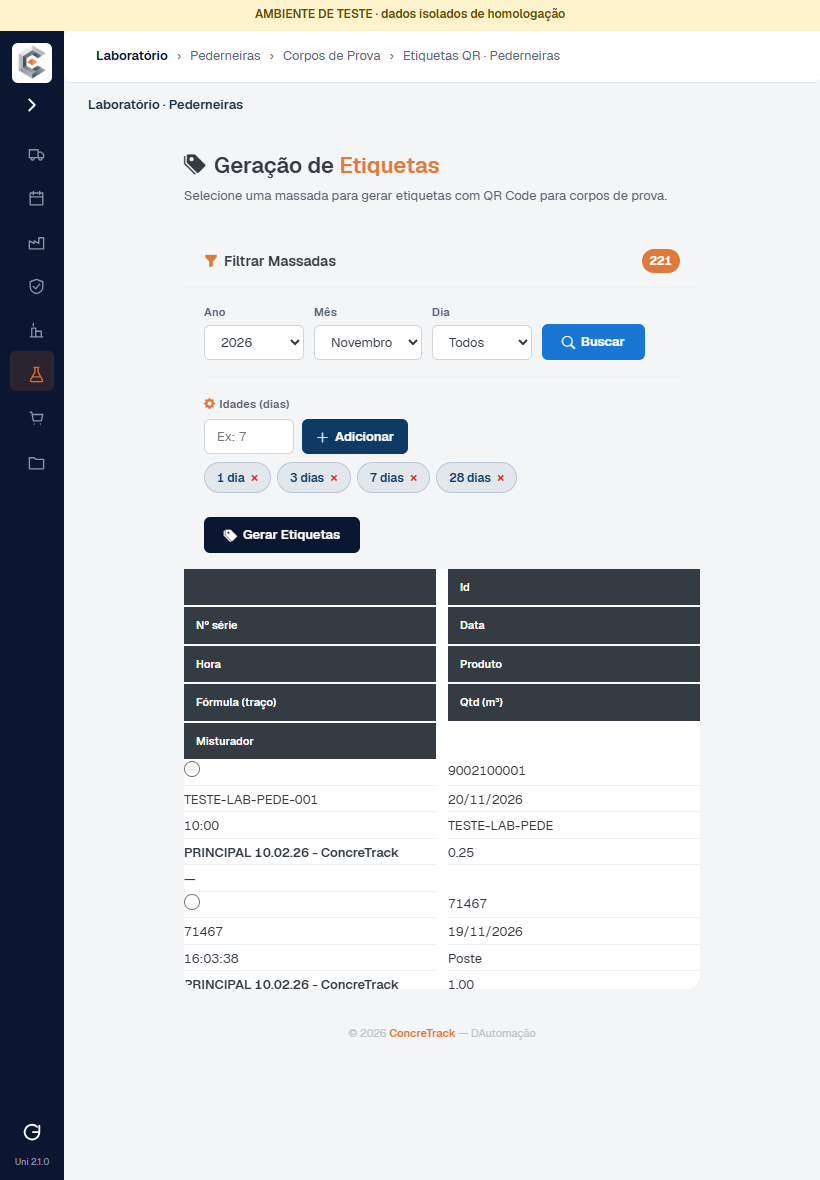 AMBIENTE DE TESTE · dados isolados de homologação
Laboratório › Pederneiras › Corpos de Prova › Etiquetas QR · Pederneiras
Laboratório · Pederneiras
Geração de Etiquetas
Selecione uma massada para gerar etiquetas com QR Code para corpos de prova.
Filtrar Massadas 221
Ano Mês Dia
2026 Novembro Todos Buscar
Idades (dias)
Ex: 7 + Adicionar
1 dia × 3 dias × 7 dias × 28 dias ×
Gerar Etiquetas
Id
Nº série Data
Hora Produto
Fórmula (traço) Qtd (m³)
Misturador
9002100001
TESTE-LAB-PEDE-001 20/11/2026
10:00 TESTE-LAB-PEDE
PRINCIPAL 10.02.26 - ConcreTrack 0.25
—
71467
71467 19/11/2026
16:03:38 Poste
PRINCIPAL 10.02.26 - ConcreTrack 1.00
© 2026 ConcreTrack — DAutomação
Uni 2.1.0